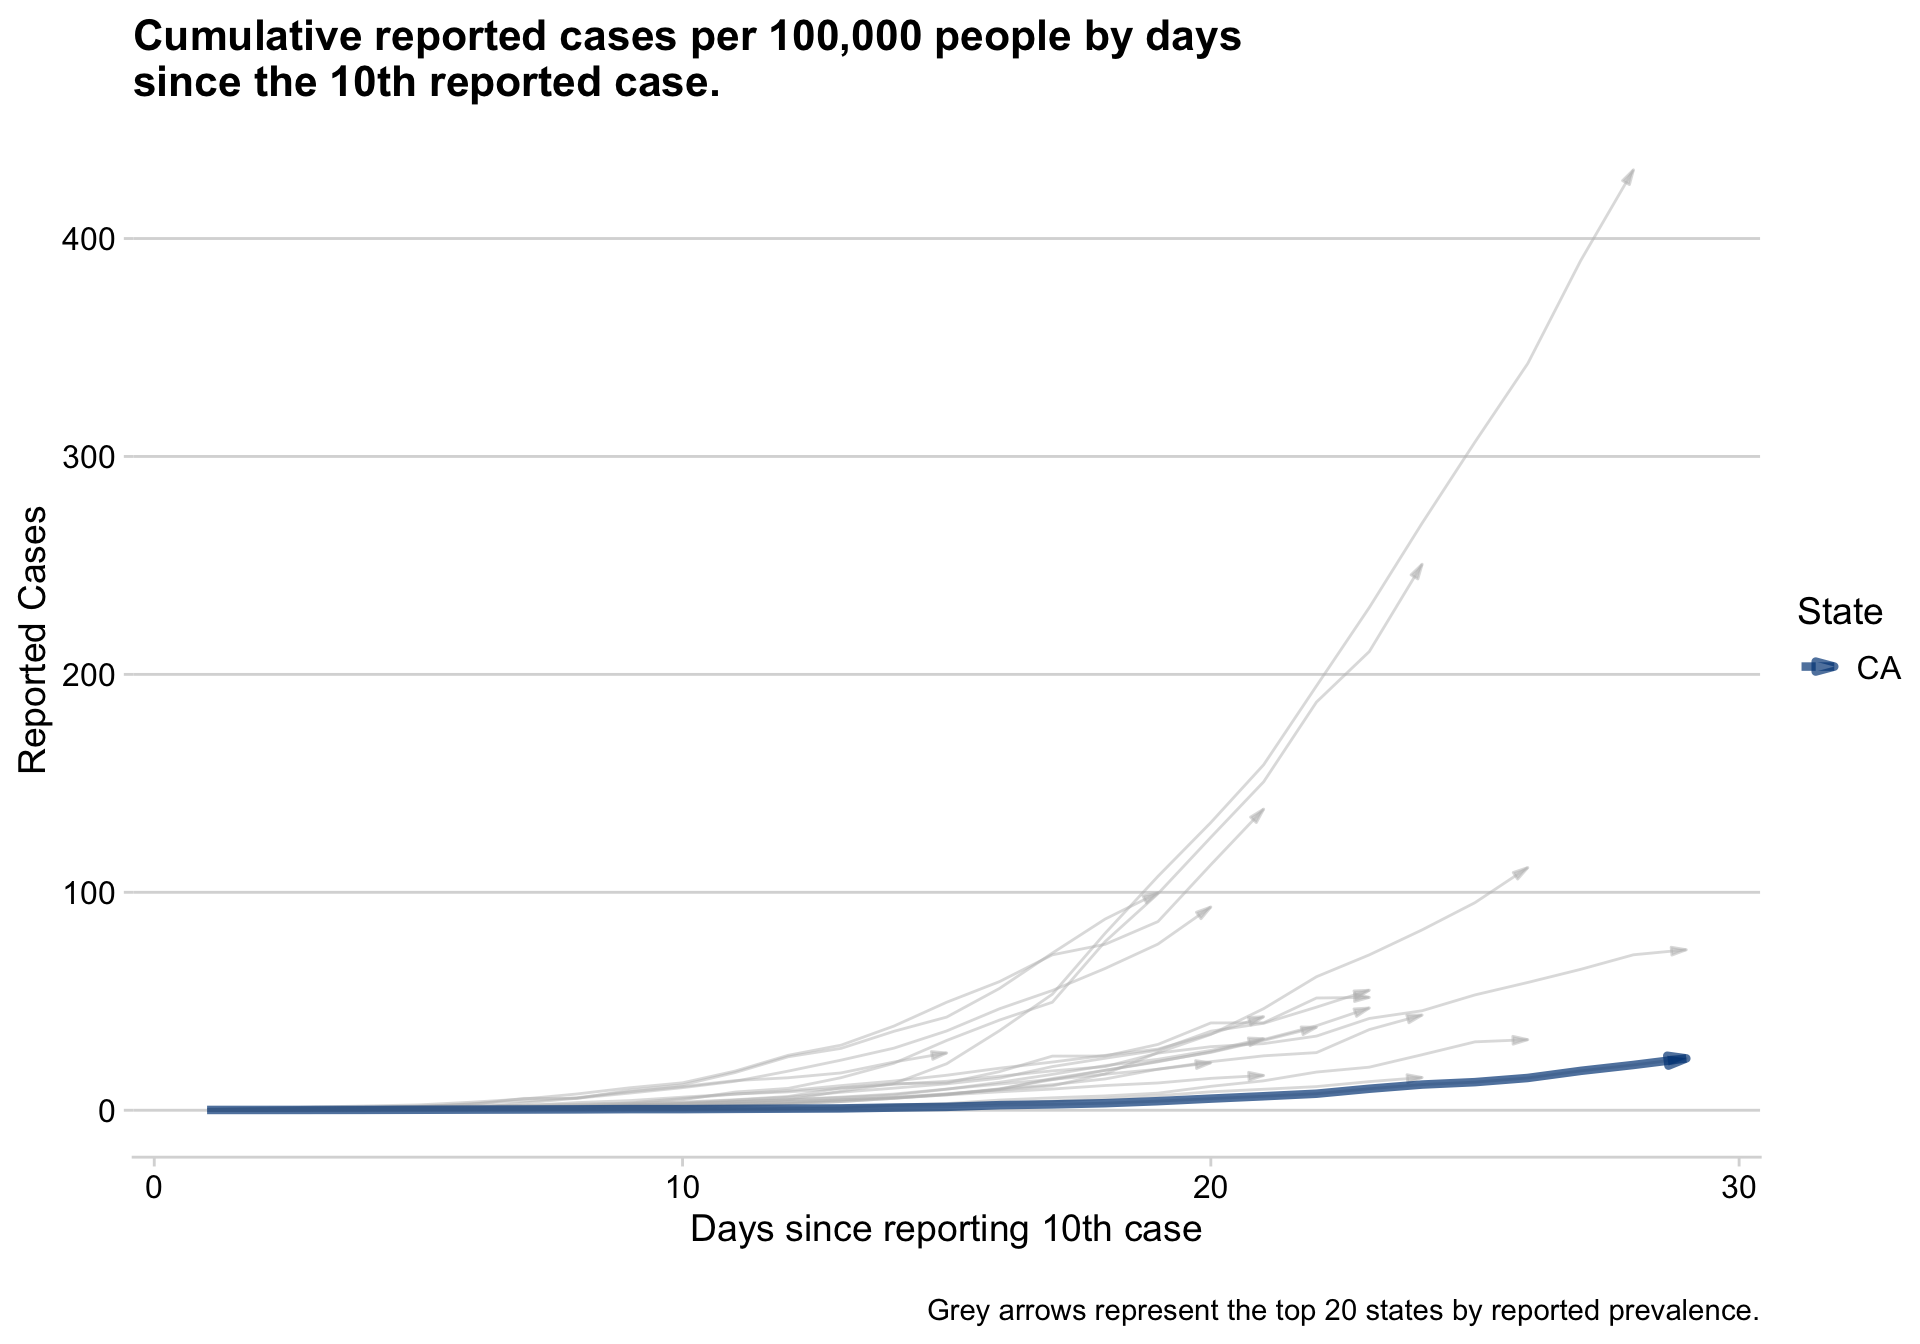 Cumulative reported cases per 100,000 people by days
since the 10th reported case.
400
300
200
100
0
Reported Cases
0 10 20 30
Days since reporting 10th case
State
CA
Grey arrows represent the top 20 states by reported prevalence.